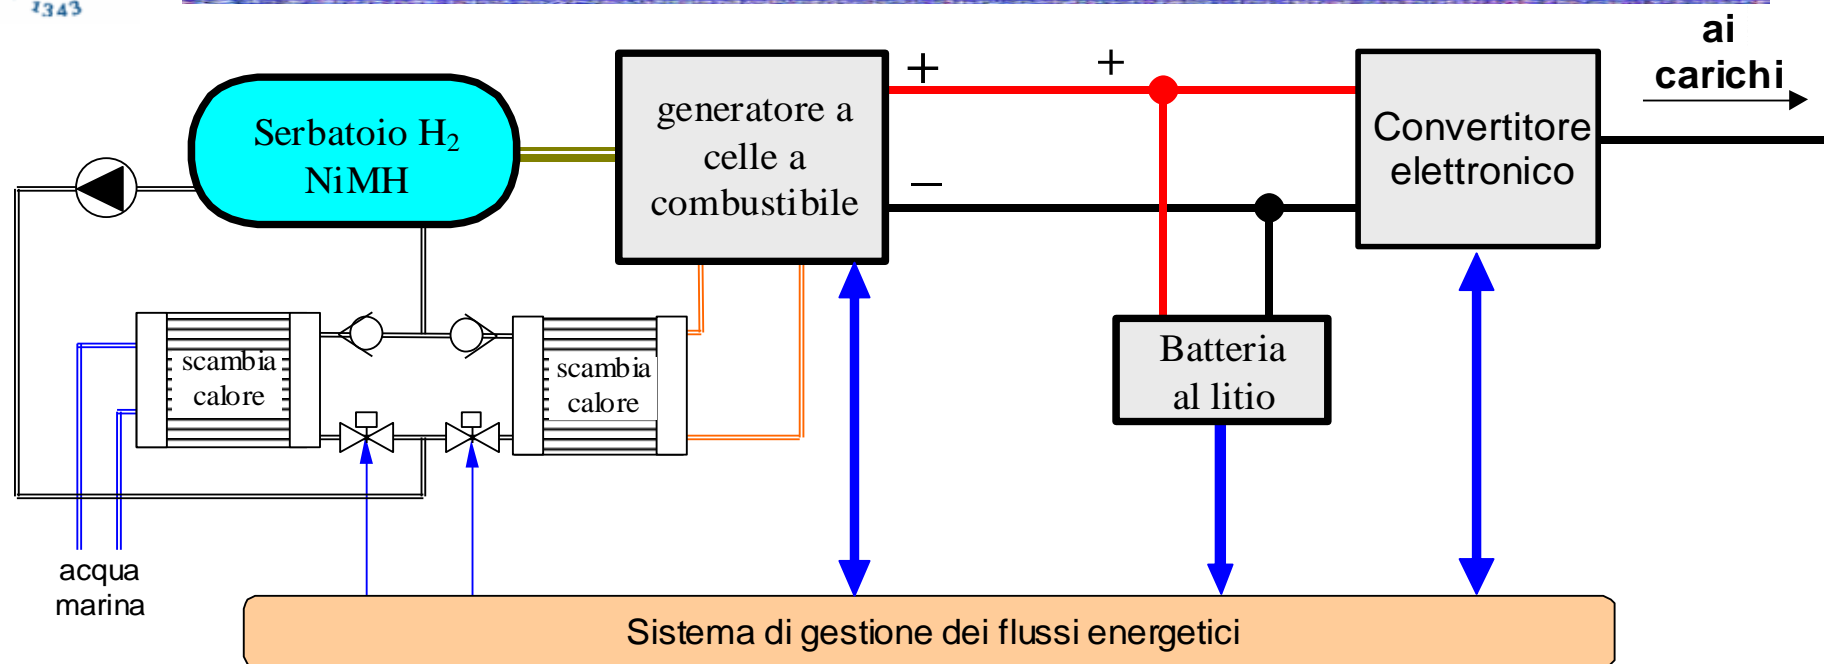 1343
ai
carichi
Serbatoio H₂
NiMH
generatore a
celle a
combustibile
+
+
–
Convertitore
elettronico
scambia
calore
scambia
calore
Batteria
al litio
acqua
marina
Sistema di gestione dei flussi energetici